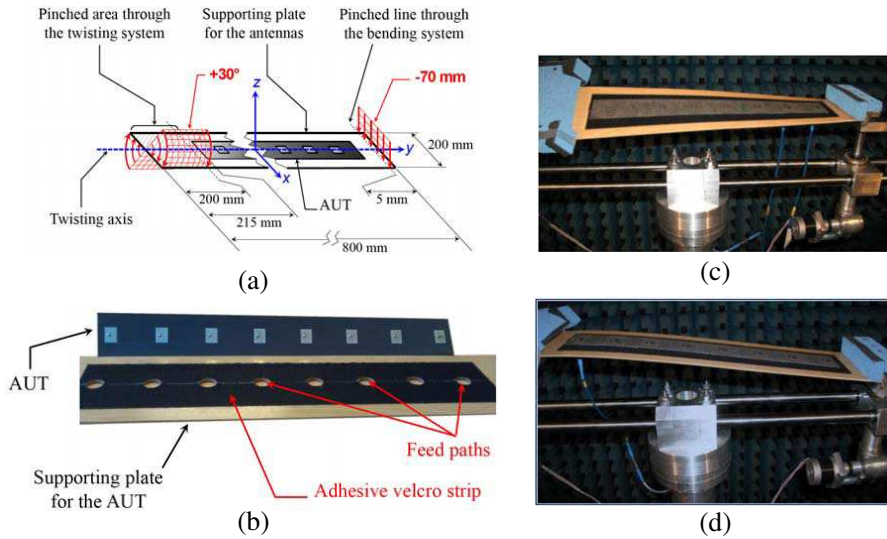 Pinched area through
the twisting system
Supporting plate
for the antennas
Pinched line through
the bending system
+30°
-70 mm
z
y
x
200 mm
Twisting axis
200 mm
215 mm
AUT
5 mm
800 mm
(a)
(c)
AUT
Feed paths
Supporting plate
for the AUT
Adhesive velcro strip
(b)
(d)